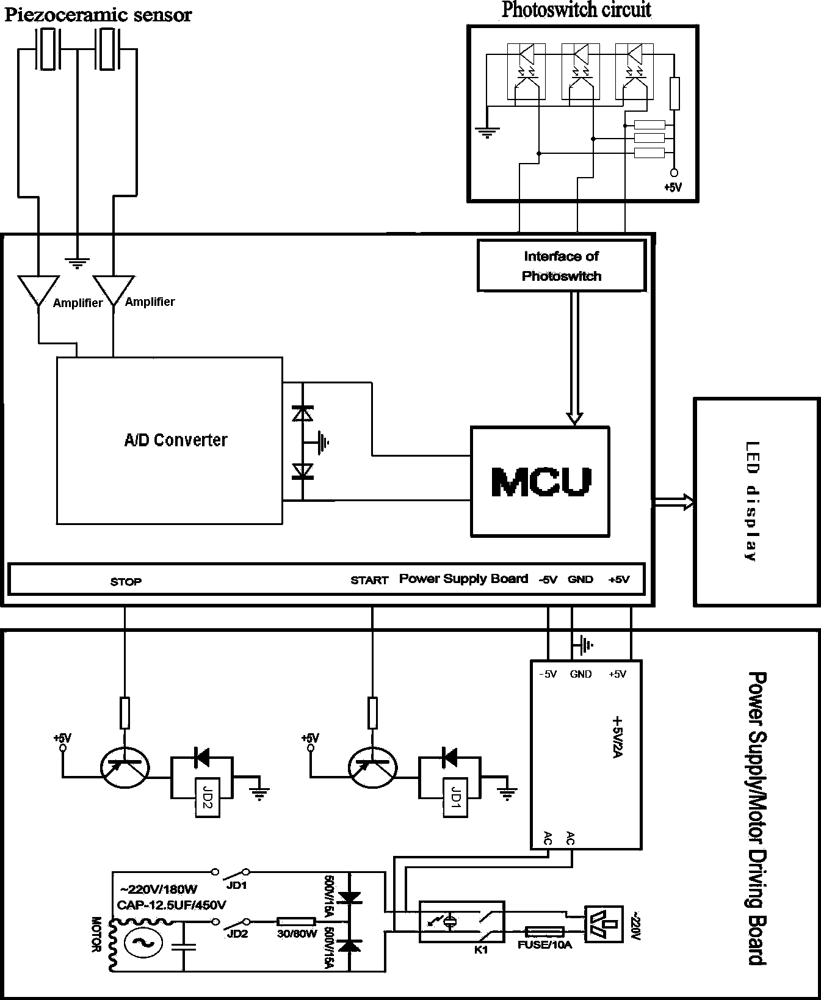 Piezoceramic sensor
Photoswitch circuit
+5V
Interface of
Photoswitch
Amplifier
Amplifier
A/D Converter
MCU
LED display
STOP
START
Power Supply Board
-5V
GND
+5V
-5V
GND
+5V
+5V/2A
AC
AC
Power Supply/Motor Driving Board
+5V
JD2
+5V
JD1
~220V/180W
CAP-12.5UF/450V
JD1
JD2
30/80W
500V/15A
500V/15A
MOTOR
K1
FUSE/10A
~220V